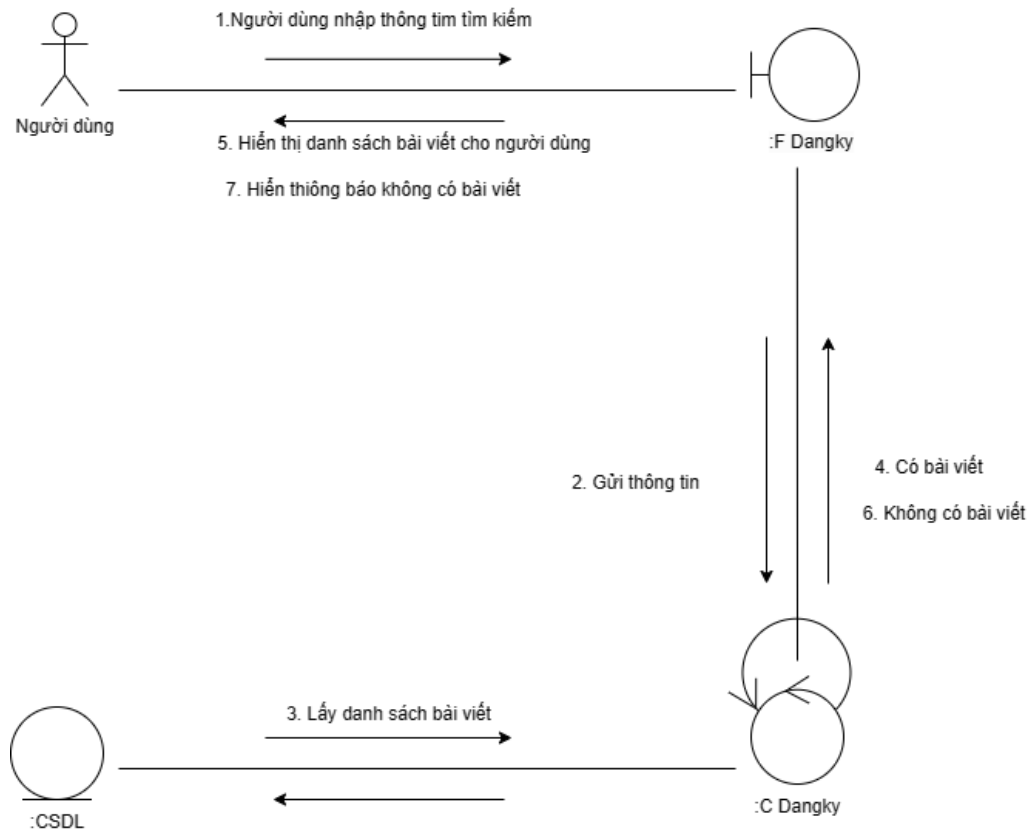 1.Người dùng nhập thông tim tìm kiếm
Người dùng
5. Hiển thị danh sách bài viết cho người dùng
:F Dangky
7. Hiển thiông báo không có bài viết
2. Gửi thông tin
4. Có bài viết
6. Không có bài viết
3. Lấy danh sách bài viết
:CSDL
:C Dangky